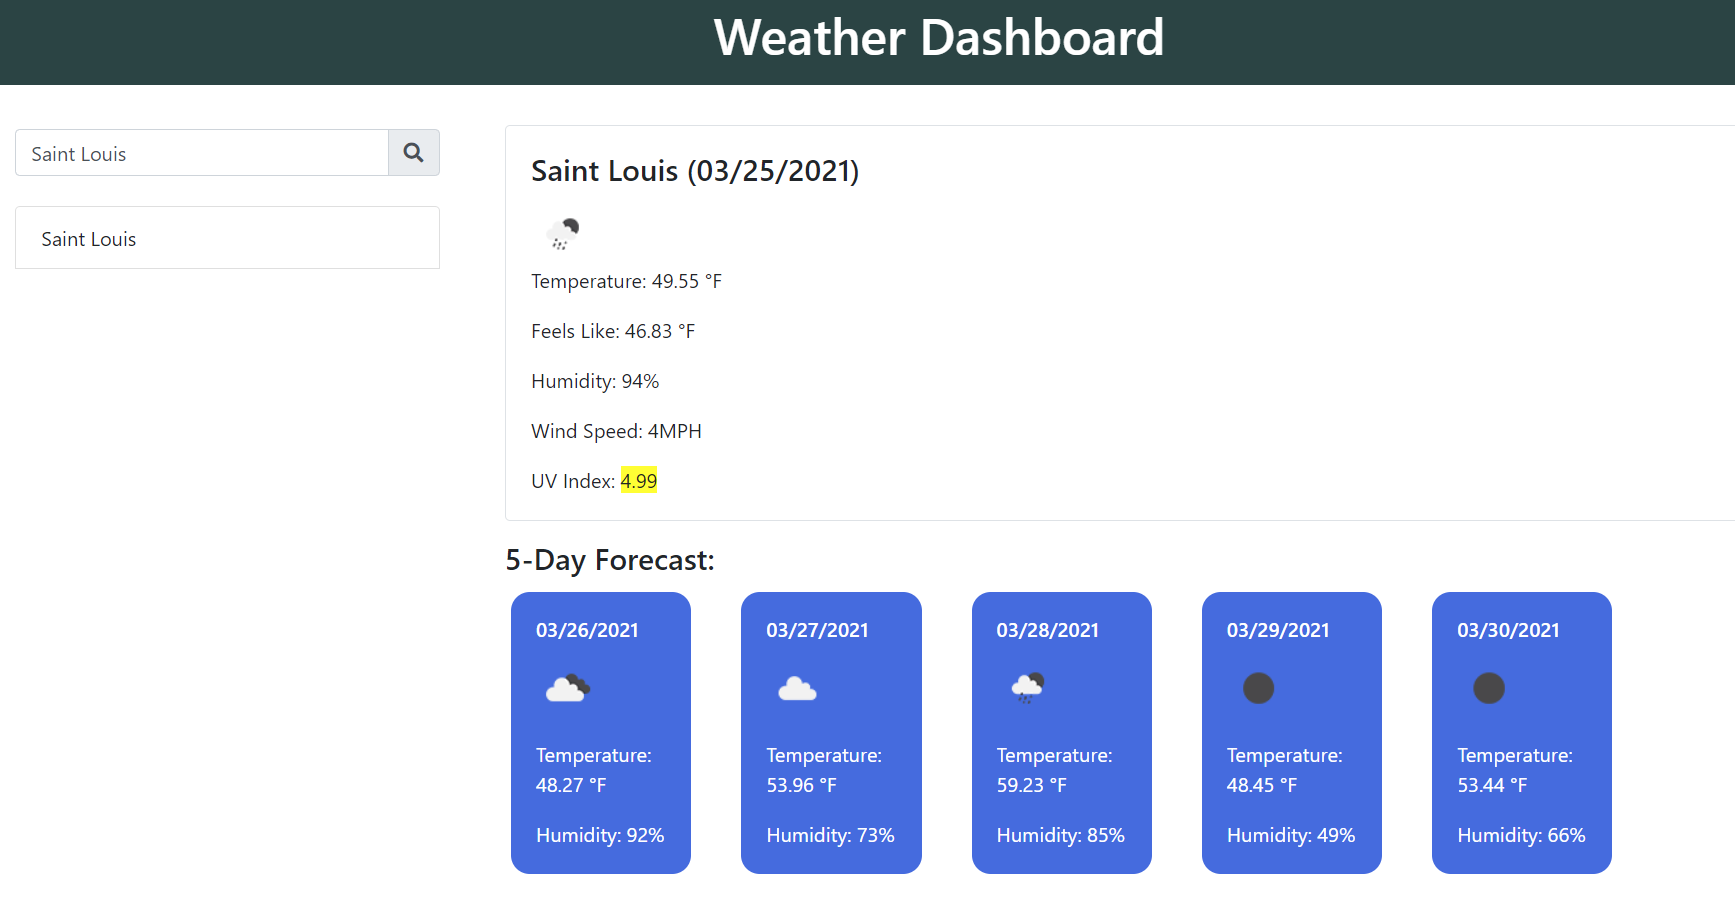 Weather Dashboard
Saint Louis
Saint Louis
Saint Louis (03/25/2021)
Temperature: 49.55 °F
Feels Like: 46.83 °F
Humidity: 94%
Wind Speed: 4MPH
UV Index: 4.99
5-Day Forecast:
03/26/2021
Temperature:
48.27 °F
Humidity: 92%
03/27/2021
Temperature:
53.96 °F
Humidity: 73%
03/28/2021
Temperature:
59.23 °F
Humidity: 85%
03/29/2021
Temperature:
48.45 °F
Humidity: 49%
03/30/2021
Temperature:
53.44 °F
Humidity: 66%